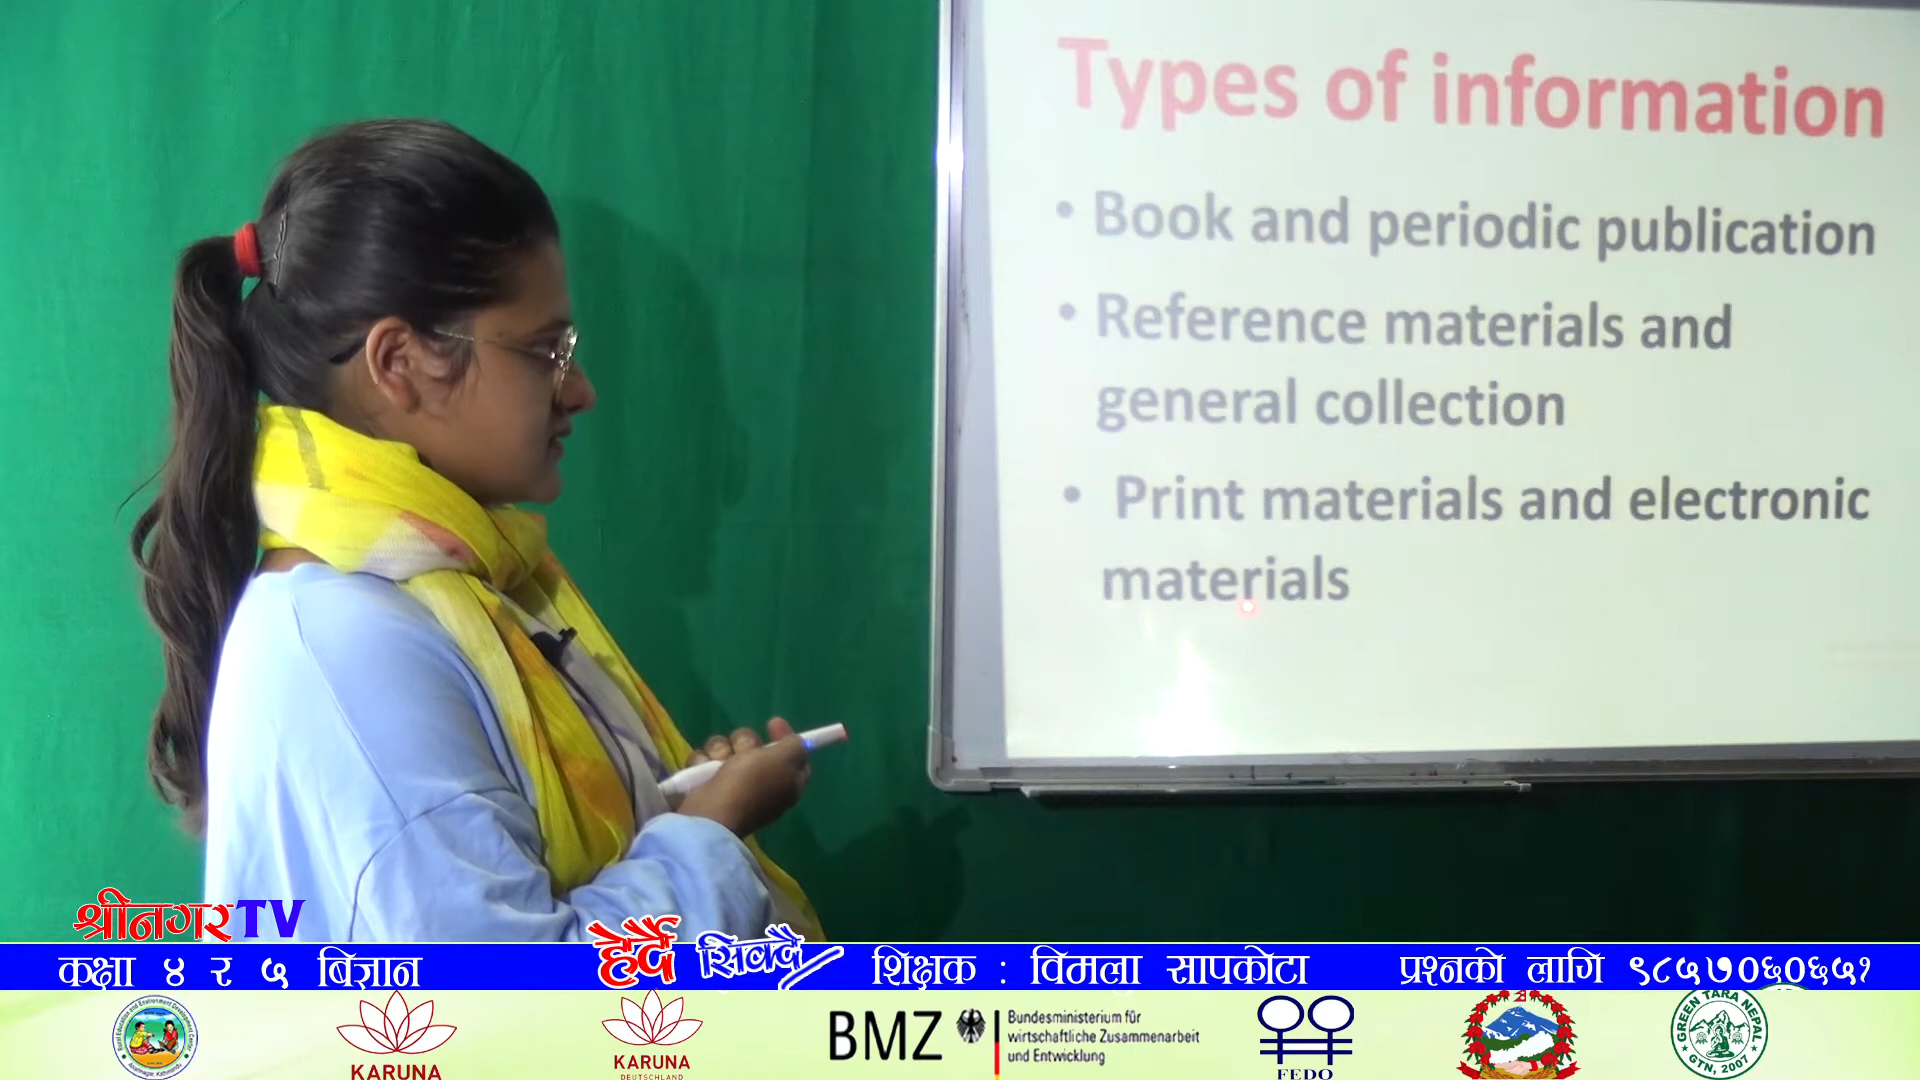 Types of information
• Book and periodic publication
• Reference materials and
general collection
• Print materials and electronic
materials
श्रीनगर TV
कक्षा ४ र ५ बिज्ञान
हेर्दै सिक्दै
शिक्षक : विमला सापकोटा
प्रश्नको लागि ९८५७०६०६५१
KARUNA
KARUNA
DEUTSCHLAND
BMZ
Bundesministerium für
wirtschaftliche Zusammenarbeit
und Entwicklung
FEDO
GREEN TARA NEPAL
GTN, 2007